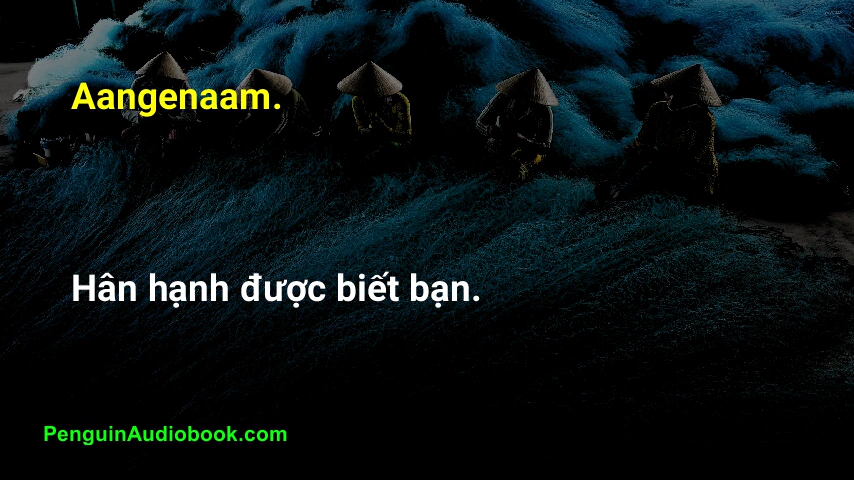 Aangenaam.
Hân hạnh được biết bạn.
PenguinAudiobook.com